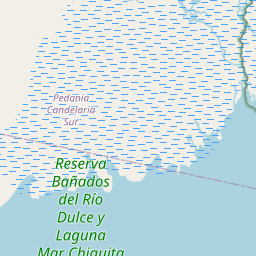 Pedanía
Candelaria
Sur
Reserva
Bañados
del Río
Dulce y
Laguna
Mar Chiquita